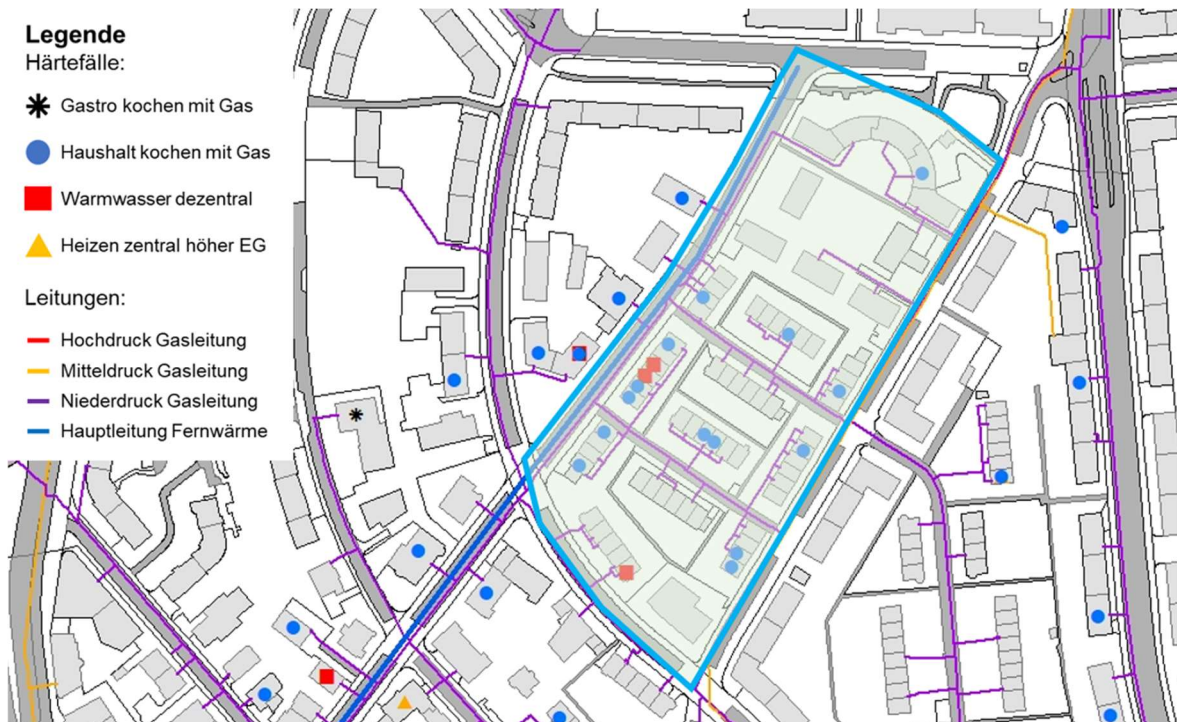 Legende
Härtefälle:
Gastro kochen mit Gas
Haushalt kochen mit Gas
Warmwasser dezentral
Heizen zentral höher EG
Leitungen:
Hochdruck Gasleitung
Mitteldruck Gasleitung
Niederdruck Gasleitung
Hauptleitung Fernwärme